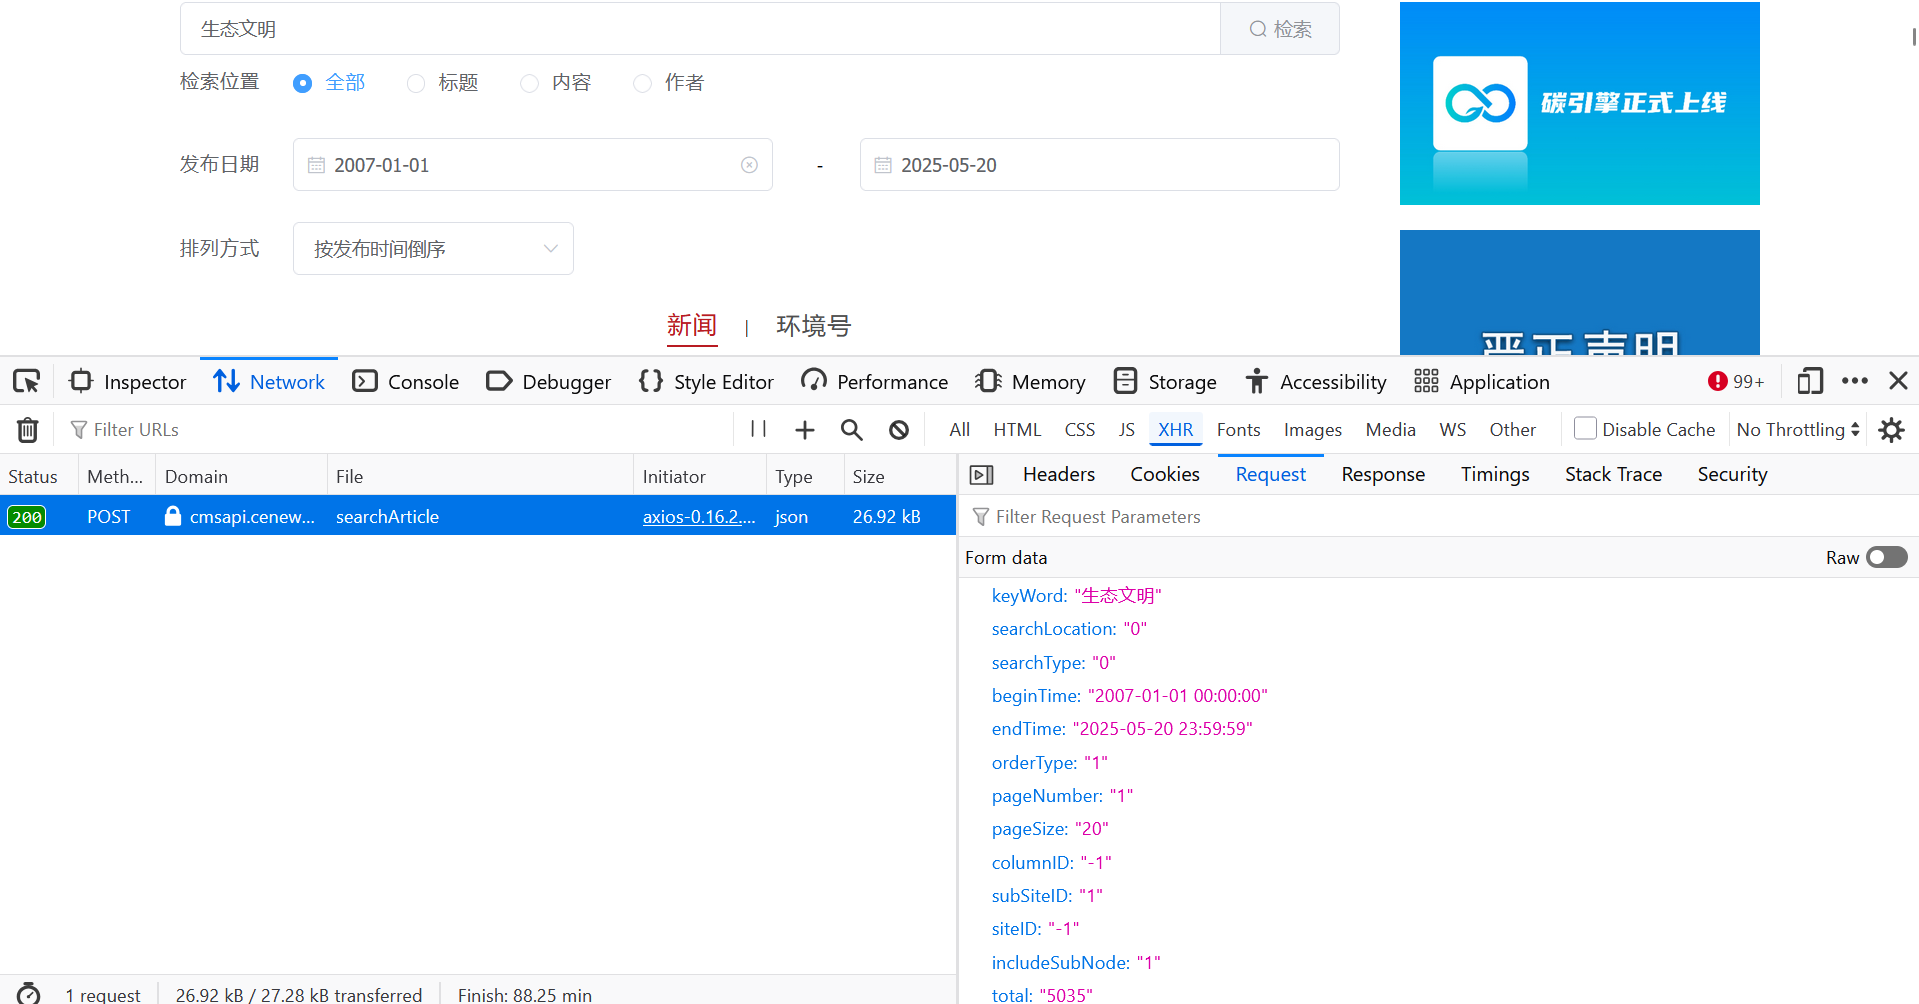 生态文明
检索
检索位置 全部 标题 内容 作者
碳引擎正式上线
发布日期 2007-01-01 - 2025-05-20
排列方式 按发布时间倒序
严正声明
新闻 | 环境号
Inspector Network Console Debugger Style Editor Performance Memory Storage Accessibility Application 99+
Filter URLs All HTML CSS JS XHR Fonts Images Media WS Other Disable Cache No Throttling
Status Meth... Domain File Initiator Type Size
200 POST cmsapi.cenew... searchArticle axios-0.16.2.... json 26.92 kB
Headers Cookies Request Response Timings Stack Trace Security
Filter Request Parameters
Form data Raw
keyWord: "生态文明"
searchLocation: "0"
searchType: "0"
beginTime: "2007-01-01 00:00:00"
endTime: "2025-05-20 23:59:59"
orderType: "1"
pageNumber: "1"
pageSize: "20"
columnID: "-1"
subSiteID: "1"
siteID: "-1"
includeSubNode: "1"
total: "5035"
1 request 26.92 kB / 27.28 kB transferred Finish: 88.25 min